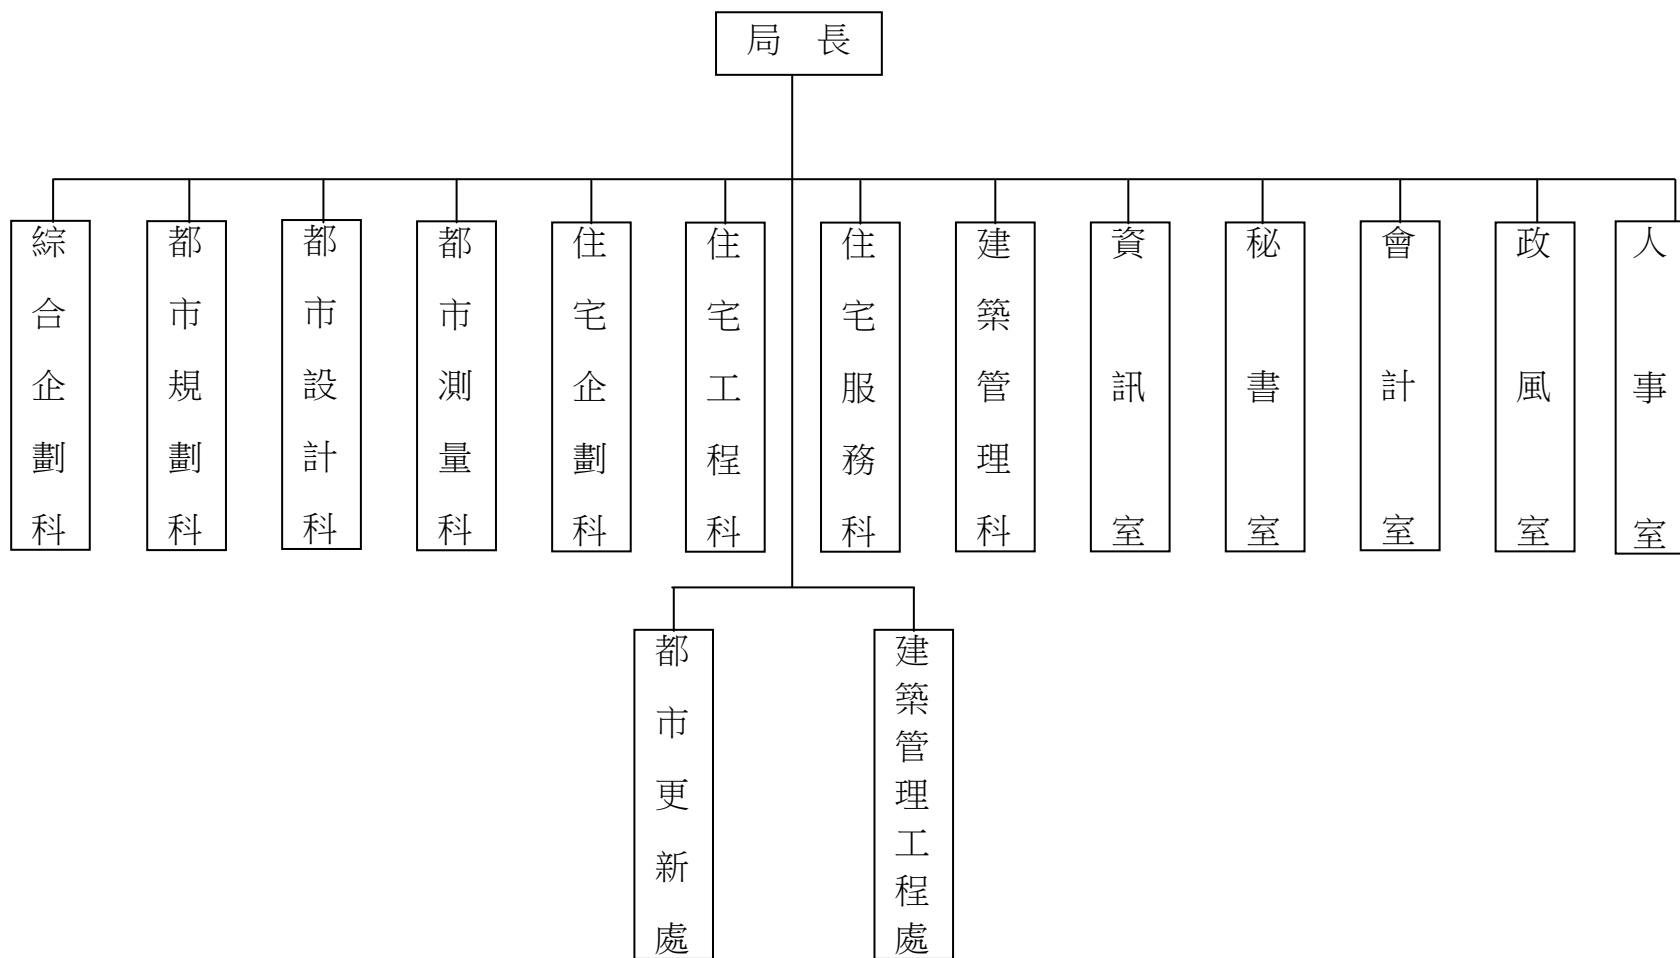 局長
綜合企劃科
都市規劃科
都市設計科
都市測量科
住宅企劃科
住宅工程科
住宅服務科
建築管理科
資訊室
秘書室
會計室
政風室
人事室
都市更新處
建築管理工程處